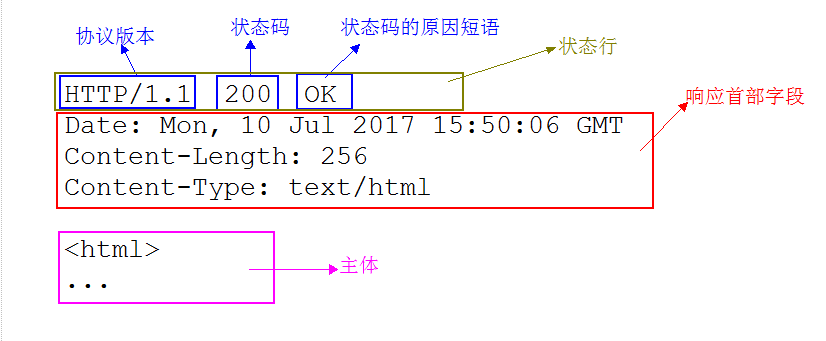 协议版本 状态码 状态码的原因短语
状态行
HTTP/1.1 200 OK
响应首部字段
Date: Mon, 10 Jul 2017 15:50:06 GMT
Content-Length: 256
Content-Type: text/html
<html>
主体
...